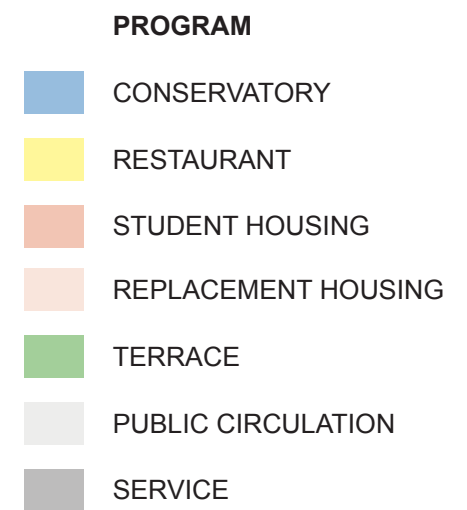 PROGRAM
CONSERVATORY
RESTAURANT
STUDENT HOUSING
REPLACEMENT HOUSING
TERRACE
PUBLIC CIRCULATION
SERVICE